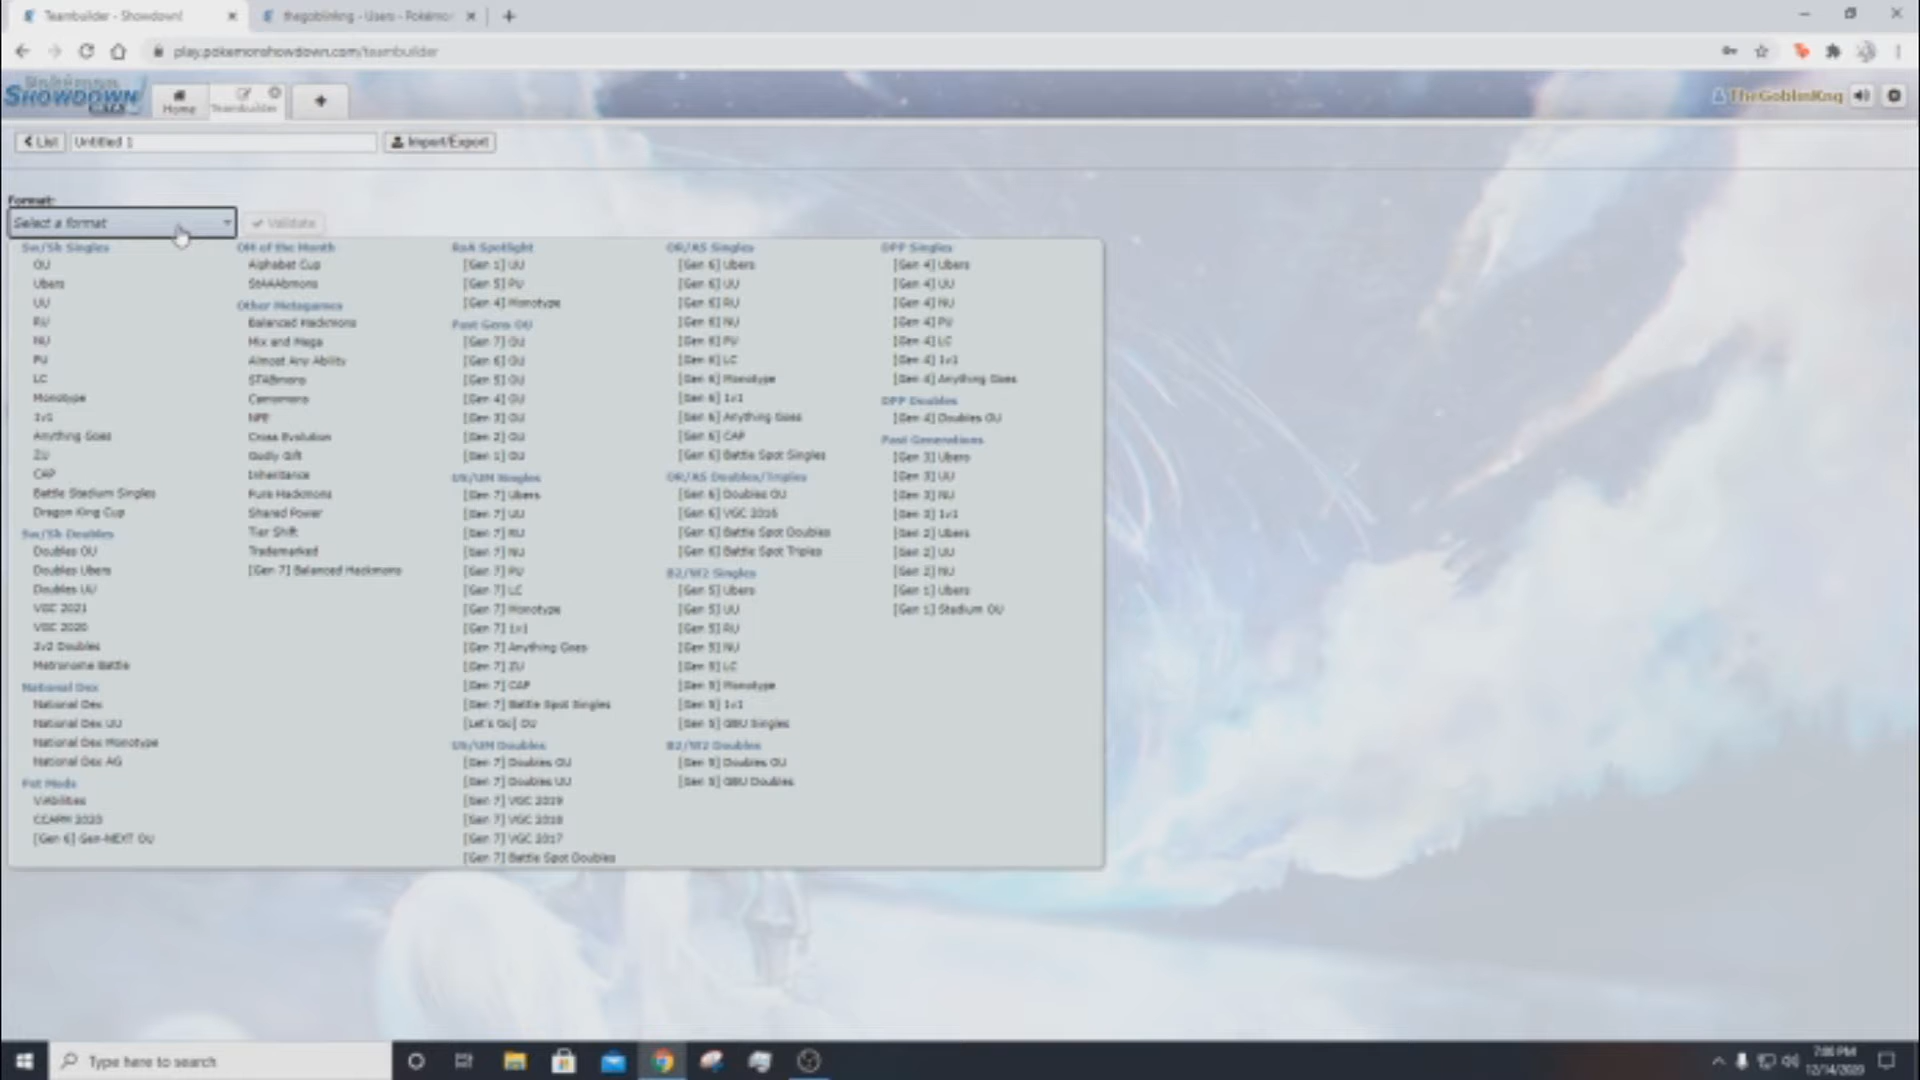 Teambuilder - Showdown!
thegoblinkng - Users - Pokémon
play.pokemonshowdown.com/teambuilder
Pokémon
SHOWDOWN
BETA
Home
Teambuilder
TheGoblinKng
List
Untitled 1
Import/Export
Format:
Select a format
Validate
Sw/Sh Singles
OU
Ubers
UU
RU
NU
PU
LC
Monotype
1v1
Anything Goes
ZU
CAP
Battle Stadium Singles
Dragon King Cup
Sw/Sh Doubles
Doubles OU
Doubles Ubers
Doubles UU
VGC 2021
VGC 2020
2v2 Doubles
Metronome Battle
National Dex
National Dex
National Dex UU
National Dex Monotype
National Dex AG
Pet Mods
VaAbilities
CCAPM 2020
[Gen 6] Gen-NEXT OU
OM of the Month
Alphabet Cup
StAAAbmons
Other Metagames
Balanced Hackmons
Mix and Mega
Almost Any Ability
STABmons
Camomons
NFE
Cross Evolution
Godly Gift
Inheritance
Pure Hackmons
Shared Power
Tier Shift
Trademarked
[Gen 7] Balanced Hackmons
RoA Spotlight
[Gen 1] UU
[Gen 5] PU
[Gen 4] Monotype
Past Gens OU
[Gen 7] OU
[Gen 6] OU
[Gen 5] OU
[Gen 4] OU
[Gen 3] OU
[Gen 2] OU
[Gen 1] OU
US/UM Singles
[Gen 7] Ubers
[Gen 7] UU
[Gen 7] RU
[Gen 7] NU
[Gen 7] PU
[Gen 7] LC
[Gen 7] Monotype
[Gen 7] 1v1
[Gen 7] Anything Goes
[Gen 7] ZU
[Gen 7] CAP
[Gen 7] Battle Spot Singles
[Let's Go] OU
US/UM Doubles
[Gen 7] Doubles OU
[Gen 7] Doubles UU
[Gen 7] VGC 2019
[Gen 7] VGC 2018
[Gen 7] VGC 2017
[Gen 7] Battle Spot Doubles
OR/AS Singles
[Gen 6] Ubers
[Gen 6] UU
[Gen 6] RU
[Gen 6] NU
[Gen 6] PU
[Gen 6] LC
[Gen 6] Monotype
[Gen 6] 1v1
[Gen 6] Anything Goes
[Gen 6] CAP
[Gen 6] Battle Spot Singles
OR/AS Doubles/Triples
[Gen 6] Doubles OU
[Gen 6] VGC 2016
[Gen 6] Battle Spot Doubles
[Gen 6] Battle Spot Triples
B2/W2 Singles
[Gen 5] Ubers
[Gen 5] UU
[Gen 5] RU
[Gen 5] NU
[Gen 5] LC
[Gen 5] Monotype
[Gen 5] 1v1
[Gen 5] GBU Singles
B2/W2 Doubles
[Gen 5] Doubles OU
[Gen 5] GBU Doubles
DPP Singles
[Gen 4] Ubers
[Gen 4] UU
[Gen 4] NU
[Gen 4] PU
[Gen 4] LC
[Gen 4] 1v1
[Gen 4] Anything Goes
DPP Doubles
[Gen 4] Doubles OU
Past Generations
[Gen 3] Ubers
[Gen 3] UU
[Gen 3] NU
[Gen 3] 1v1
[Gen 2] Ubers
[Gen 2] UU
[Gen 2] NU
[Gen 1] Ubers
[Gen 1] Stadium OU
Type here to search
PM
12/14/2020